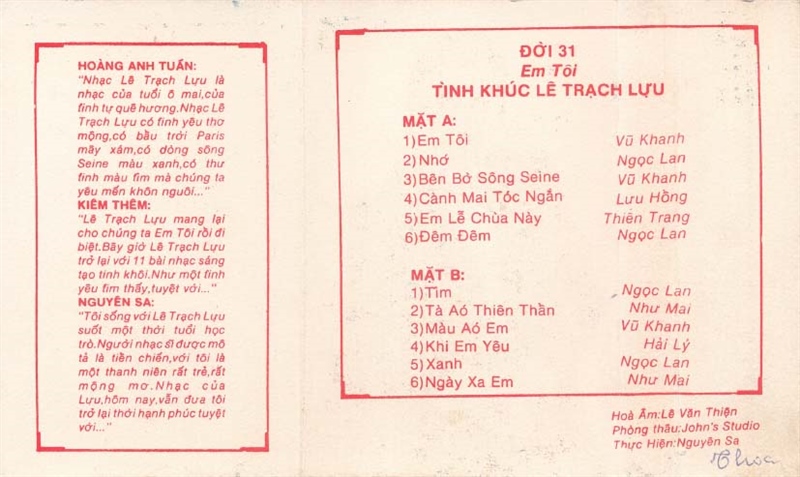 HOÀNG ANH TUẤN:
"Nhạc Lê Trạch Lựu là
nhạc của tuổi ô mai,của
tình tự quê hương.Nhạc Lê
Trạch Lựu có tình yêu thơ
mộng,có bầu trời Paris
mây xám,có dòng sông
Seine màu xanh,có thư
tình màu tìm mà chúng ta
yêu mến khôn nguôi..."
KIÊM THÊM:
"Lê Trạch Lựu mang lại
cho chúng ta Em Tôi rồi đi
biệt.Bây giờ Lê Trạch Lựu
trở lại với 11 bài nhạc sáng
tạo tinh khôi.Như một tình
yêu tìm thấy,tuyệt vời..."
NGUYÊN SA:
"Tôi sống với Lê Trạch Lựu
suốt một thời tuổi học
trò.Người nhạc sĩ được mô
tả là tiền chiến,với tôi là
một thanh niên rất trẻ,rất
mộng mơ.Nhạc của
Lưu,hôm nay,vẫn đưa tôi
trở lại thời hạnh phúc tuyệt
vời..."
ĐỜI 31
Em Tôi
TÌNH KHÚC LÊ TRẠCH LỰU
MẶT A:
1)Em Tôi Vũ Khanh
2)Nhớ Ngọc Lan
3)Bên Bờ Sông Seine Vũ Khanh
4)Cành Mai Tóc Ngắn Lưu Hồng
5)Em Lễ Chùa Này Thiên Trang
6)Đêm Đêm Ngọc Lan
MẶT B:
1)Tìm Ngọc Lan
2)Tà Aó Thiên Thần Như Mai
3)Màu Aó Em Vũ Khanh
4)Khi Em Yêu Hải Lý
5)Xanh Ngọc Lan
6)Ngày Xa Em Như Mai
Hoà Âm:Lê Văn Thiện
Phòng thâu:John's Studio
Thực Hiện:Nguyên Sa